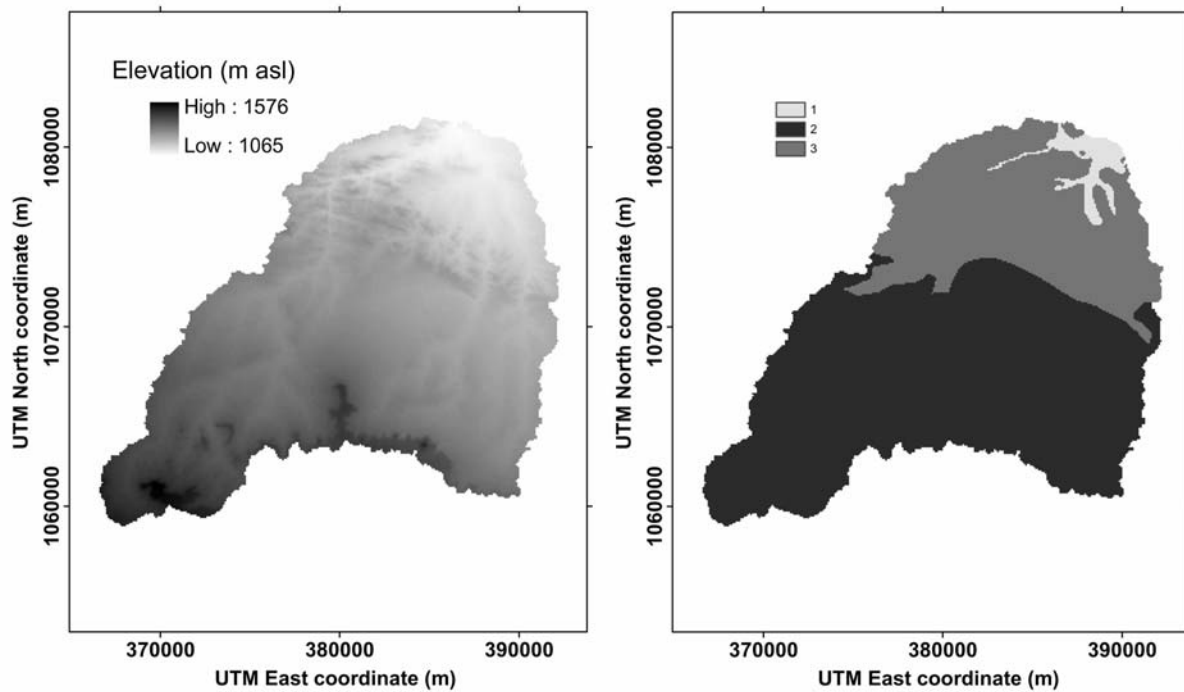 Elevation (m asl)
High : 1576
Low : 1065
UTM North coordinate (m)
1080000
1070000
1060000
370000 380000 390000
UTM East coordinate (m)
1
2
3
UTM North coordinate (m)
1080000
1070000
1060000
370000 380000 390000
UTM East coordinate (m)